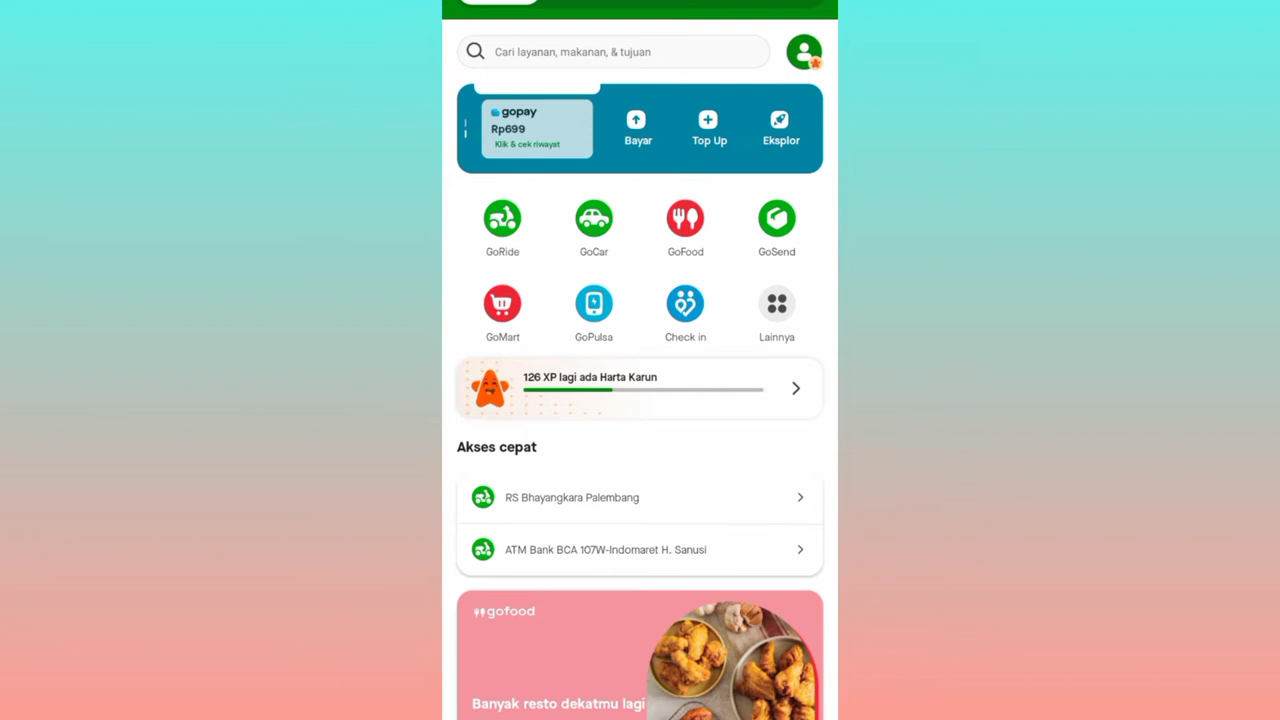 Cari layanan, makanan, & tujuan
gopay
Rp699
Klik & cek riwayat
Bayar
Top Up
Eksplor
GoRide
GoCar
GoFood
GoSend
GoMart
GoPulsa
Check in
Lainnya
126 XP lagi ada Harta Karun
Akses cepat
RS Bhayangkara Palembang
ATM Bank BCA 107W-Indomaret H. Sanusi
gofood
Banyak resto dekatmu lagi